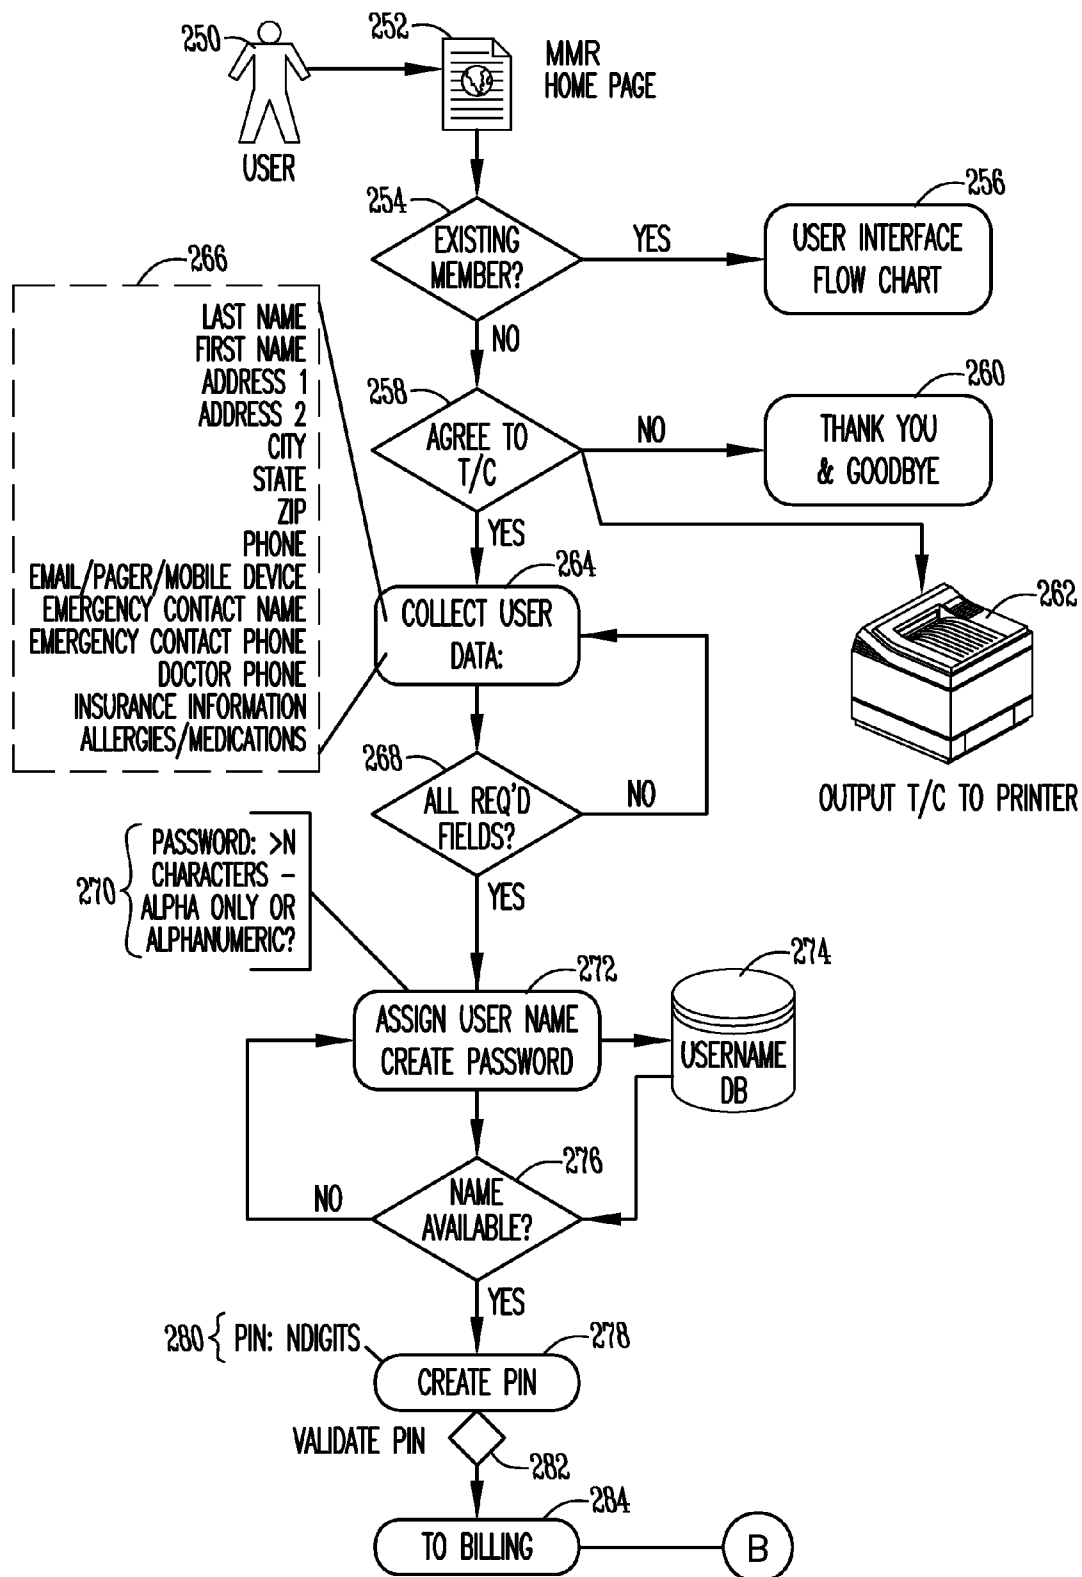 250
USER
252
MMR
HOME PAGE
254
EXISTING
MEMBER?
YES
256
USER INTERFACE
FLOW CHART
NO
266
LAST NAME
FIRST NAME
ADDRESS 1
ADDRESS 2
CITY
STATE
ZIP
PHONE
EMAIL/PAGER/MOBILE DEVICE
EMERGENCY CONTACT NAME
EMERGENCY CONTACT PHONE
DOCTOR PHONE
INSURANCE INFORMATION
ALLERGIES/MEDICATIONS
258
AGREE TO
T/C
NO
260
THANK YOU
& GOODBYE
YES
262
OUTPUT T/C TO PRINTER
264
COLLECT USER
DATA:
268
ALL REQ'D
FIELDS?
NO
YES
270
PASSWORD: >N
CHARACTERS –
ALPHA ONLY OR
ALPHANUMERIC?
272
ASSIGN USER NAME
CREATE PASSWORD
274
USERNAME
DB
276
NAME
AVAILABLE?
NO
YES
280
PIN: NDIGITS
278
CREATE PIN
VALIDATE PIN
282
284
TO BILLING
B